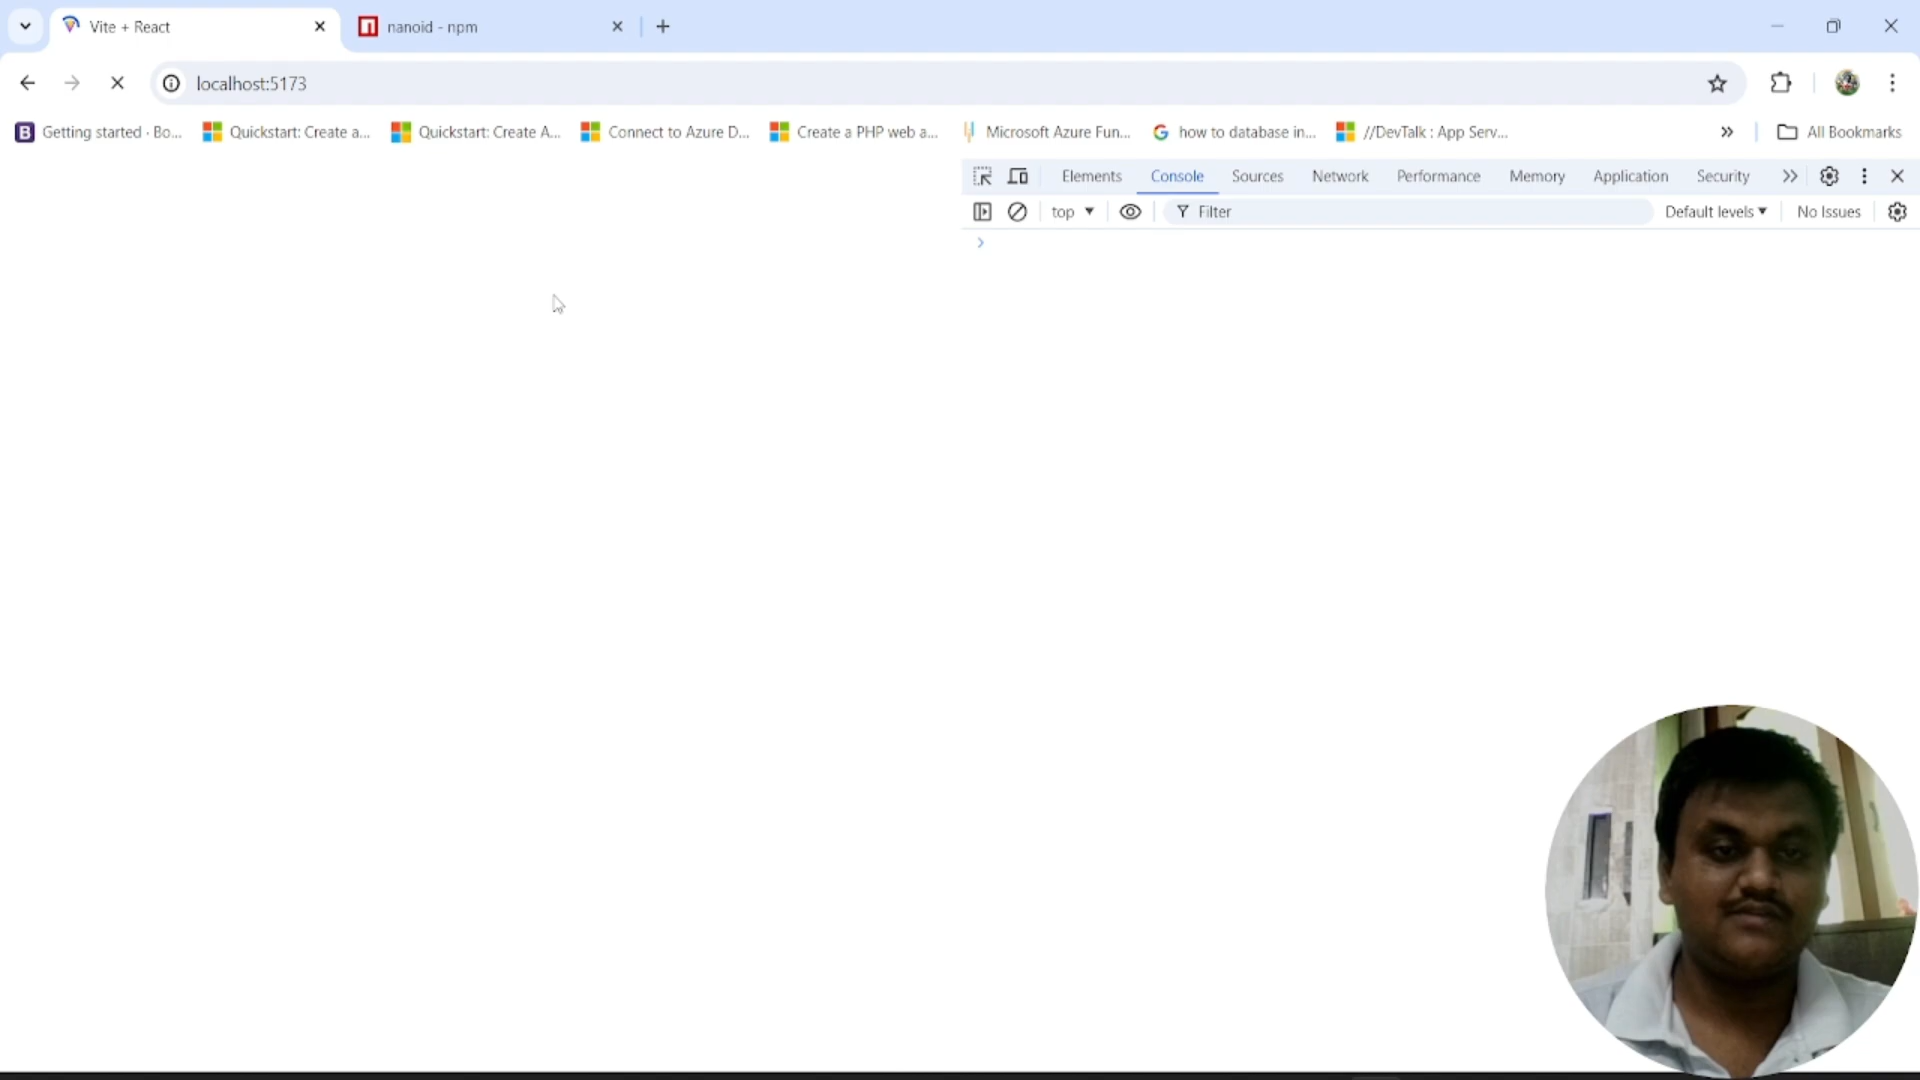 Vite + React
nanoid - npm
localhost:5173
Getting started · Bo...
Quickstart: Create a...
Quickstart: Create A...
Connect to Azure D...
Create a PHP web a...
Microsoft Azure Fun...
how to database in...
//DevTalk : App Serv...
All Bookmarks
Elements
Console
Sources
Network
Performance
Memory
Application
Security
top
Filter
Default levels
No Issues